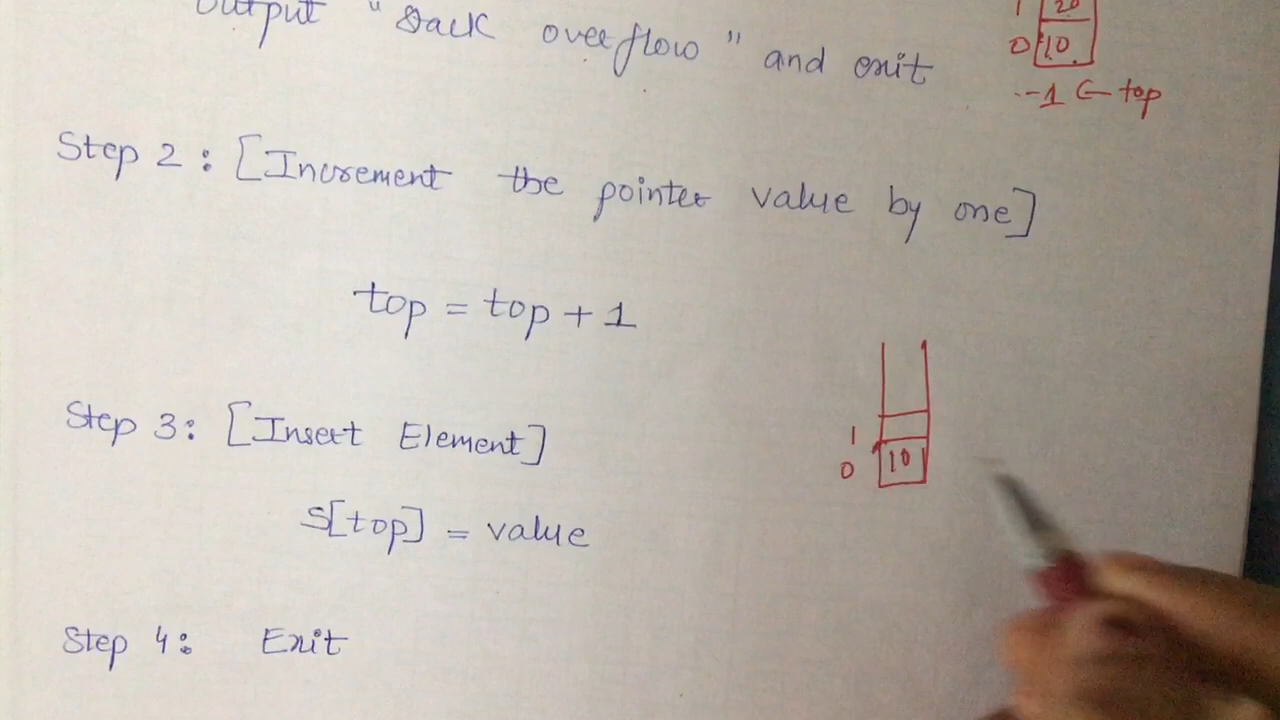 output "Stack overflow" and exit
1 20
0 10
--1 ← top
Step 2: [Increment the pointer value by one]
top = top + 1
Step 3: [Insert Element]
1
0 10
S[top] = value
Step 4: Exit